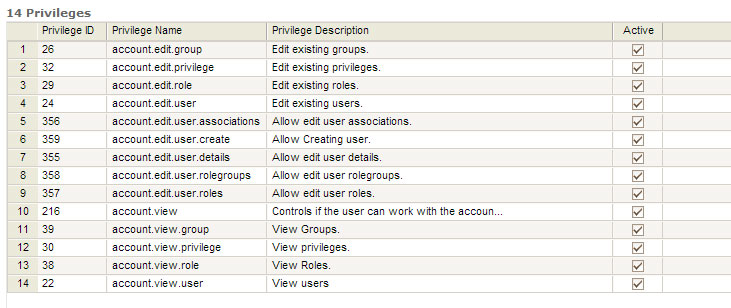 14 Privileges
Privilege ID Privilege Name Privilege Description Active
1 26 account.edit.group Edit existing groups.
2 32 account.edit.privilege Edit existing privileges.
3 29 account.edit.role Edit existing roles.
4 24 account.edit.user Edit existing users.
5 356 account.edit.user.associations Allow edit user associations.
6 359 account.edit.user.create Allow Creating user.
7 355 account.edit.user.details Allow edit user details.
8 358 account.edit.user.rolegroups Allow edit user rolegroups.
9 357 account.edit.user.roles Allow edit user roles.
10 216 account.view Controls if the user can work with the accoun...
11 39 account.view.group View Groups.
12 30 account.view.privilege View privileges.
13 38 account.view.role View Roles.
14 22 account.view.user View users